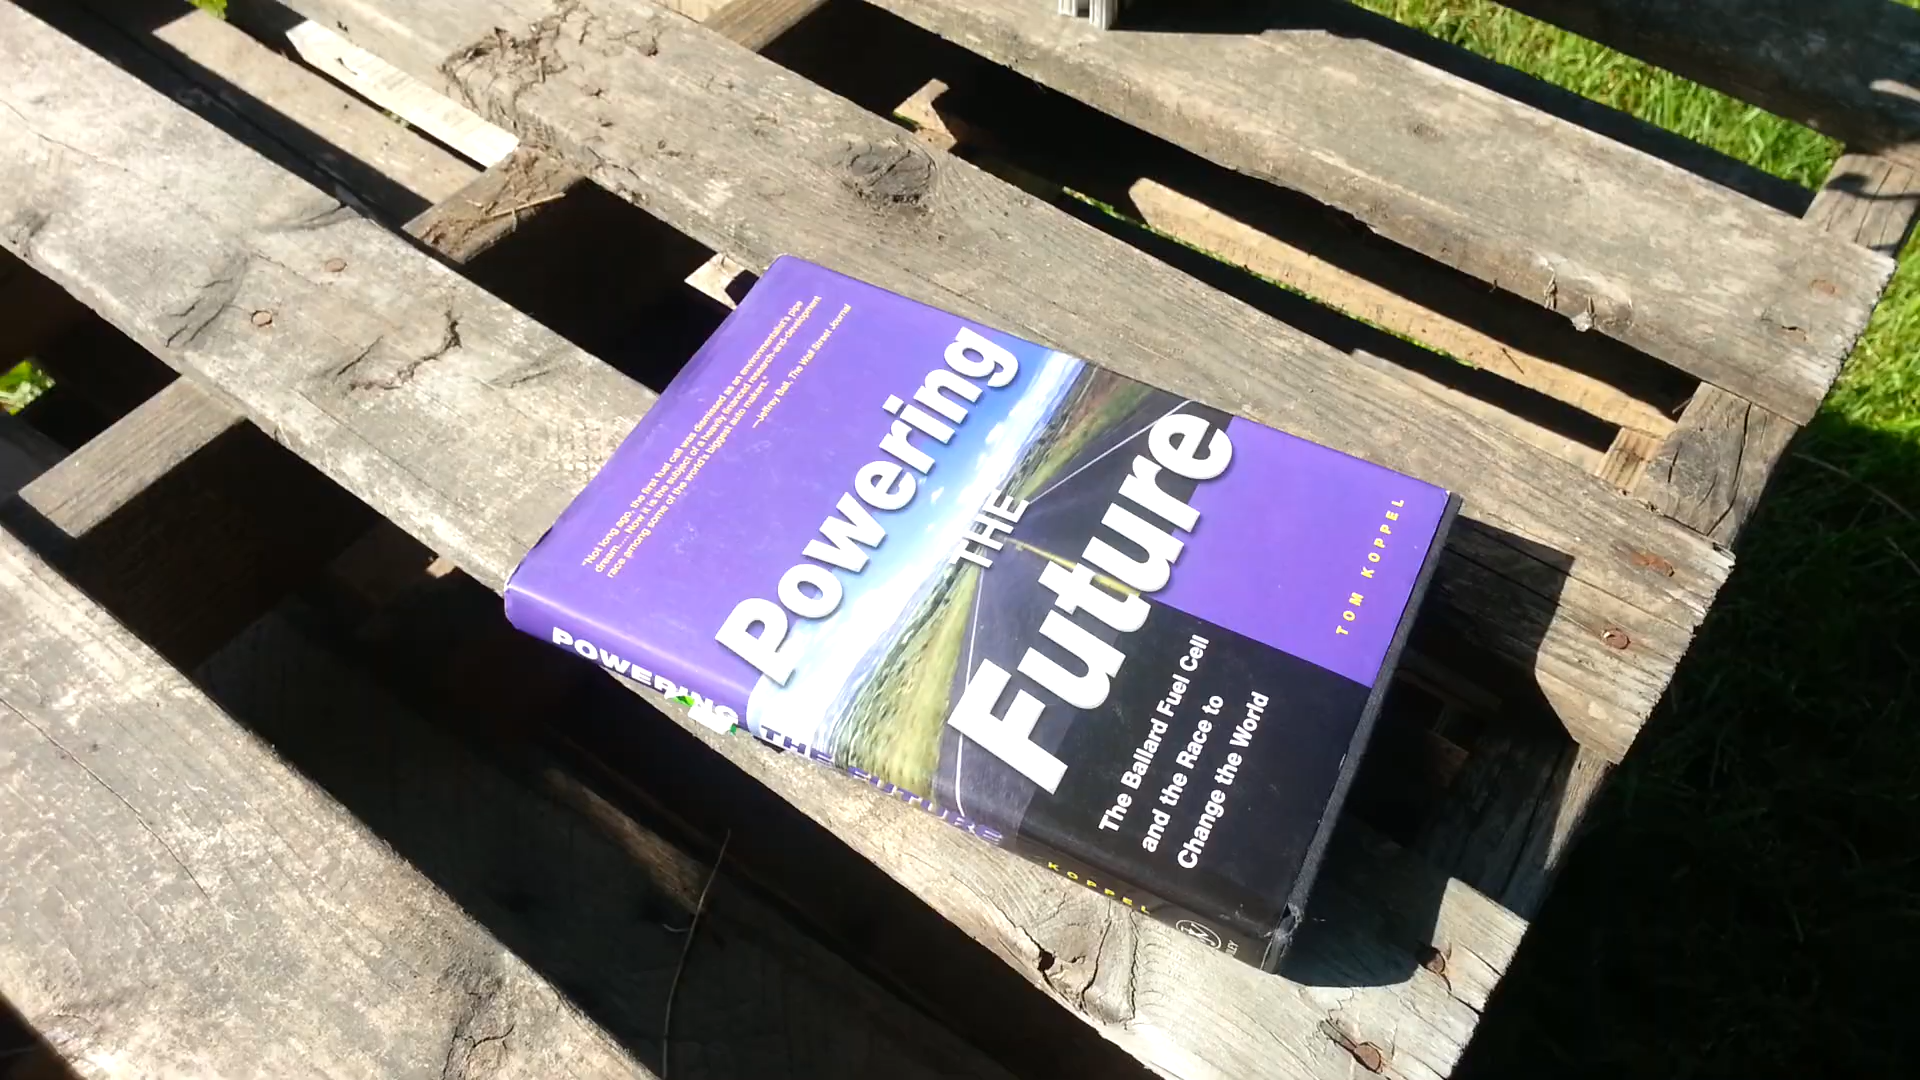 "Not long ago, the first fuel cell was dismissed as an environmentalist's pipe
dream.... Now it is the subject of a heavily financed research-and-development
race among some of the world's biggest auto makers."
—Jeffrey Ball, The Wall Street Journal
Powering
THE
Future
The Ballard Fuel Cell
and the Race to
Change the World
TOM KOPPEL
POWERING
THE FUTURE
KOPPEL